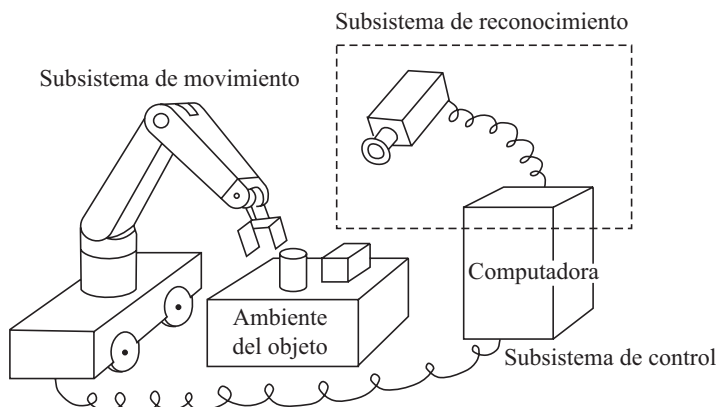 Subsistema de reconocimiento
Subsistema de movimiento
Computadora
Ambiente
del objeto
Subsistema de control